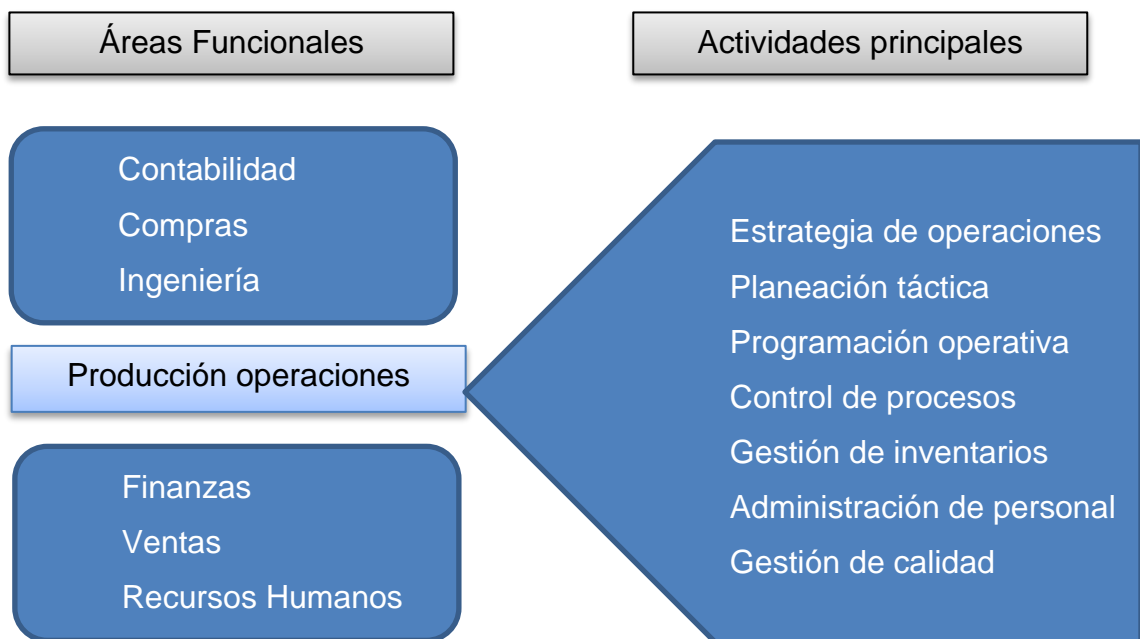 Áreas Funcionales
Contabilidad
Compras
Ingeniería
Producción operaciones
Finanzas
Ventas
Recursos Humanos
Actividades principales
Estrategia de operaciones
Planeación táctica
Programación operativa
Control de procesos
Gestión de inventarios
Administración de personal
Gestión de calidad